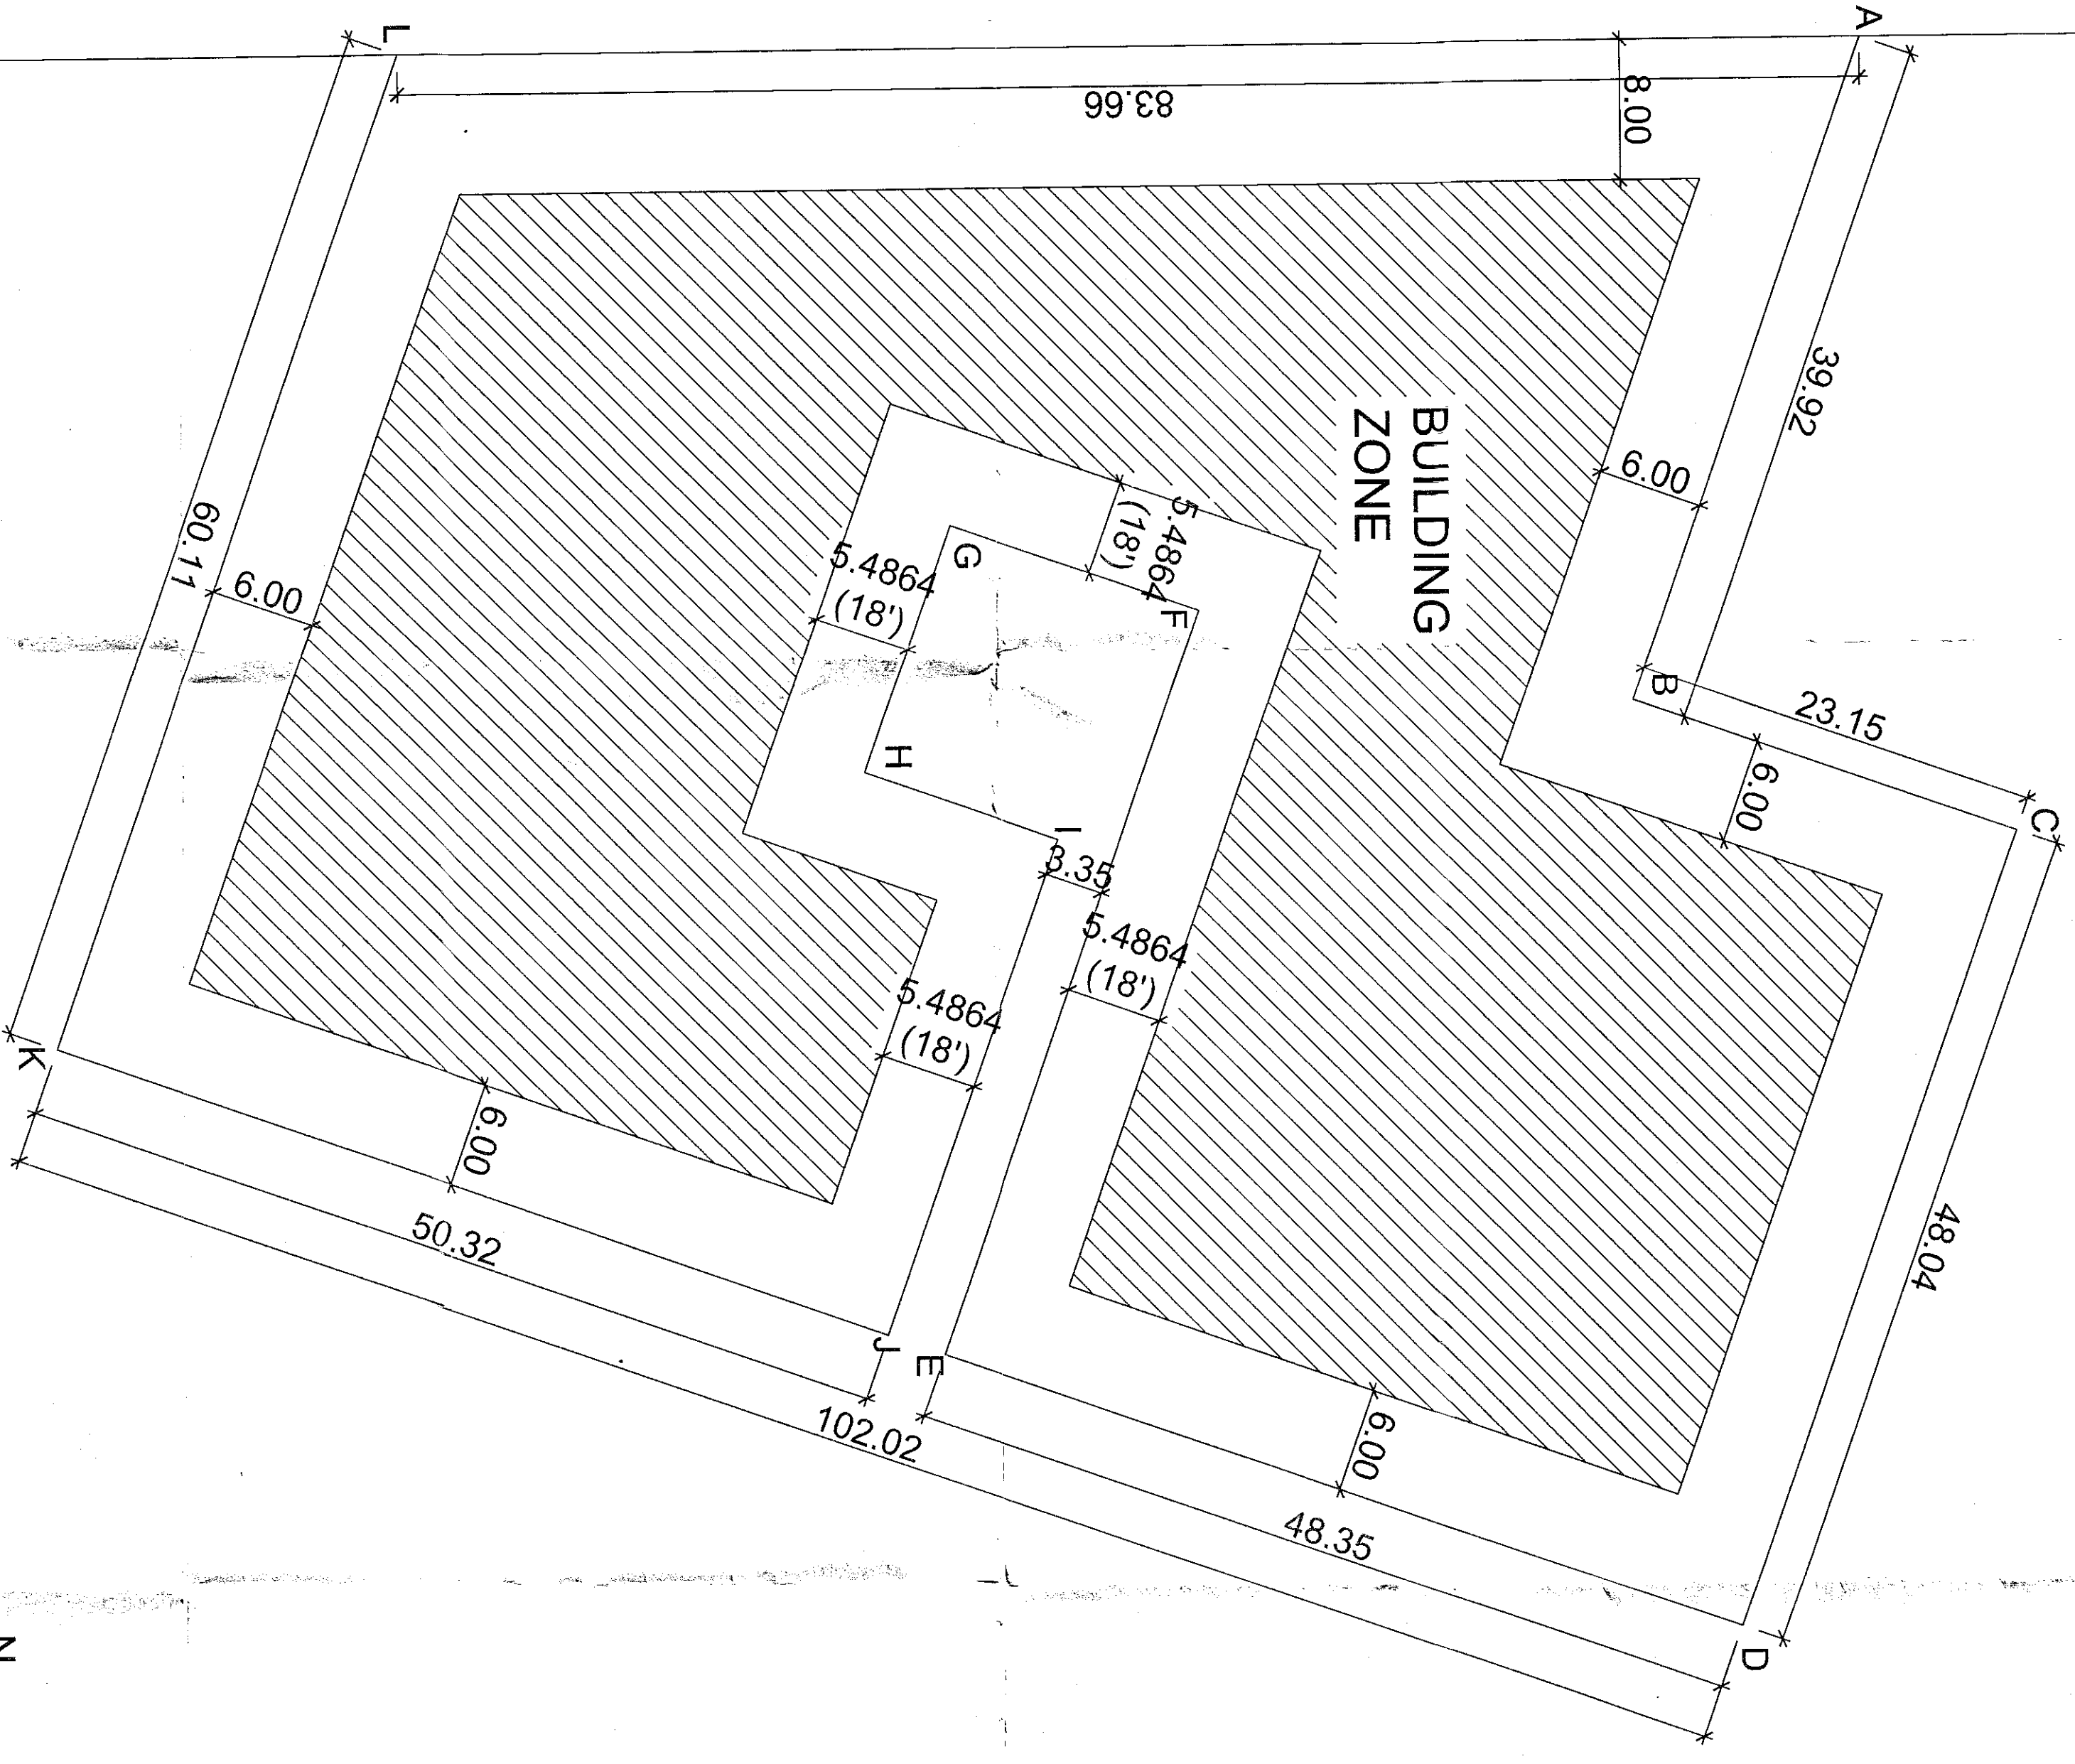 L
A
83.66
8.00
39.92
6.00
BUILDING
ZONE
B
23.15
6.00
C
48.04
5.4864
(18')
G
F
5.4864
(18')
H
I
3.35
5.4864
(18')
5.4864
(18')
60.11
6.00
K
6.00
50.32
J
E
102.02
6.00
48.35
D
N